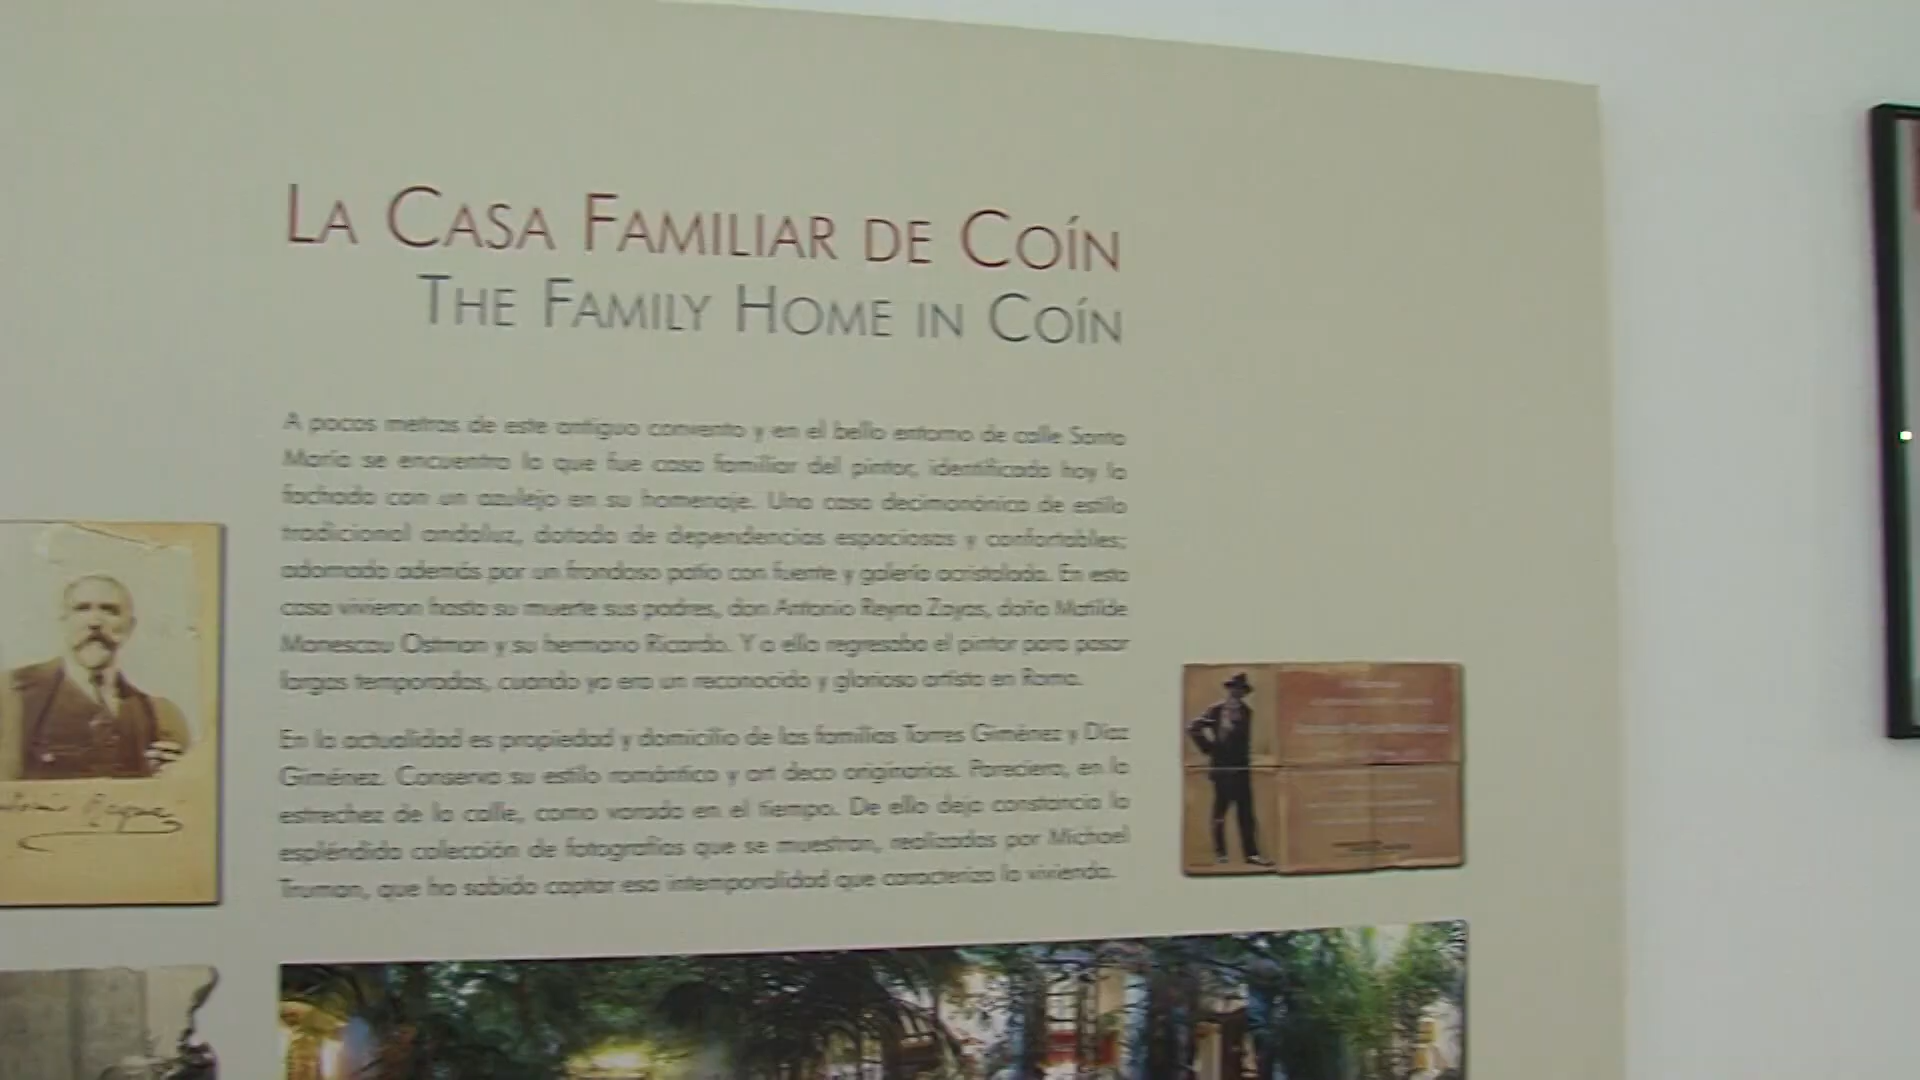 LA CASA FAMILIAR DE COÍN
THE FAMILY HOME IN COÍN
A pocos metros de este antiguo convento y en el bello entorno de calle Santa
María se encuentra la que fue casa familiar del pintor, identificada hoy la
fachada con un azulejo en su homenaje. Una casa decimonónica de estilo
tradicional andaluz, dotada de dependencias espaciosas y confortables;
adornada además por un frondoso patio con fuente y galería acristalada. En esta
casa vivieron hasta su muerte sus padres, don Antonio Reyna Zayas, doña Matilde
Manescau Ostman y su hermano Ricardo. Y a ella regresaba el pintor para pasar
largas temporadas, cuando ya era un reconocido y glorioso artista en Roma.
En la actualidad es propiedad y domicilio de las familias Torres Giménez y Díaz
Giménez. Conserva su estilo romántico y art deco originarios. Pareciera, en la
estrechez de la calle, como varada en el tiempo. De ello deja constancia la
espléndida colección de fotografías que se muestran, realizadas por Michael
Truman, que ha sabido captar esa intemporalidad que caracteriza la vivienda.